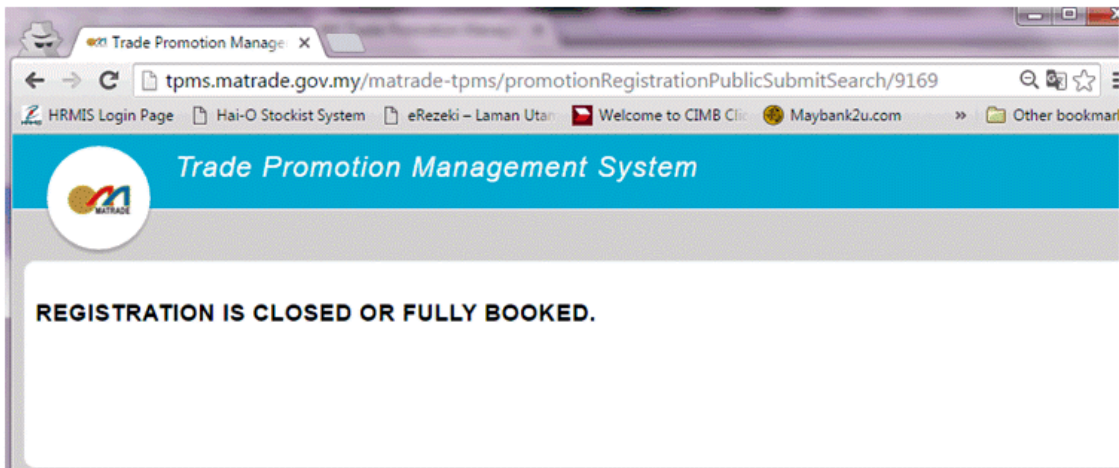 Trade Promotion Manage
tpms.matrade.gov.my/matrade-tpms/promotionRegistrationPublicSubmitSearch/9169
HRMIS Login Page Hai-O Stockist System eRezeki – Laman Utan Welcome to CIMB Clic Maybank2u.com » Other bookmark
Trade Promotion Management System
MATRADE
REGISTRATION IS CLOSED OR FULLY BOOKED.